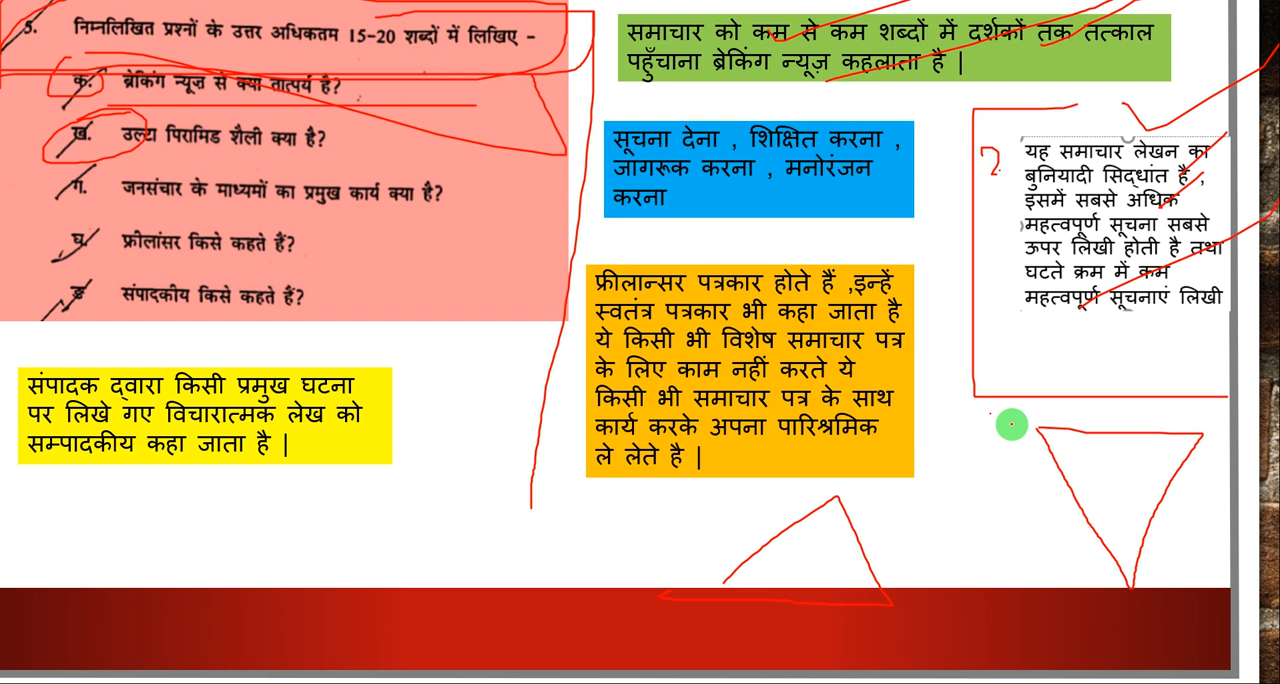 5. निम्नलिखित प्रश्नों के उत्तर अधिकतम 15-20 शब्दों में लिखिए -
क. ब्रेकिंग न्यूज से क्या तात्पर्य है?
ख. उल्टा पिरामिड शैली क्या है?
ग. जनसंचार के माध्यमों का प्रमुख कार्य क्या है?
घ. फ्रीलांसर किसे कहते हैं?
ङ संपादकीय किसे कहते हैं?
संपादक द्वारा किसी प्रमुख घटना
पर लिखे गए विचारात्मक लेख को
सम्पादकीय कहा जाता है |
समाचार को कम से कम शब्दों में दर्शकों तक तत्काल
पहुँचाना ब्रेकिंग न्यूज़ कहलाता है |
सूचना देना , शिक्षित करना ,
जागरूक करना , मनोरंजन
करना
फ्रीलान्सर पत्रकार होते हैं ,इन्हें
स्वतंत्र पत्रकार भी कहा जाता है
ये किसी भी विशेष समाचार पत्र
के लिए काम नहीं करते ये
किसी भी समाचार पत्र के साथ
कार्य करके अपना पारिश्रमिक
ले लेते है |
2
यह समाचार लेखन का
बुनियादी सिद्धांत है ,
इसमें सबसे अधिक
महत्वपूर्ण सूचना सबसे
ऊपर लिखी होती है तथा
घटते क्रम में कम
महत्वपूर्ण सूचनाएं लिखी